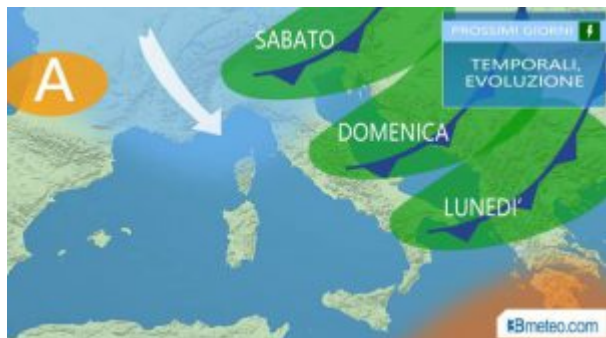 SABATO
PROSSIMI GIORNI
TEMPORALI,
EVOLUZIONE
A
DOMENICA
LUNEDI'
3Bmeteo.com